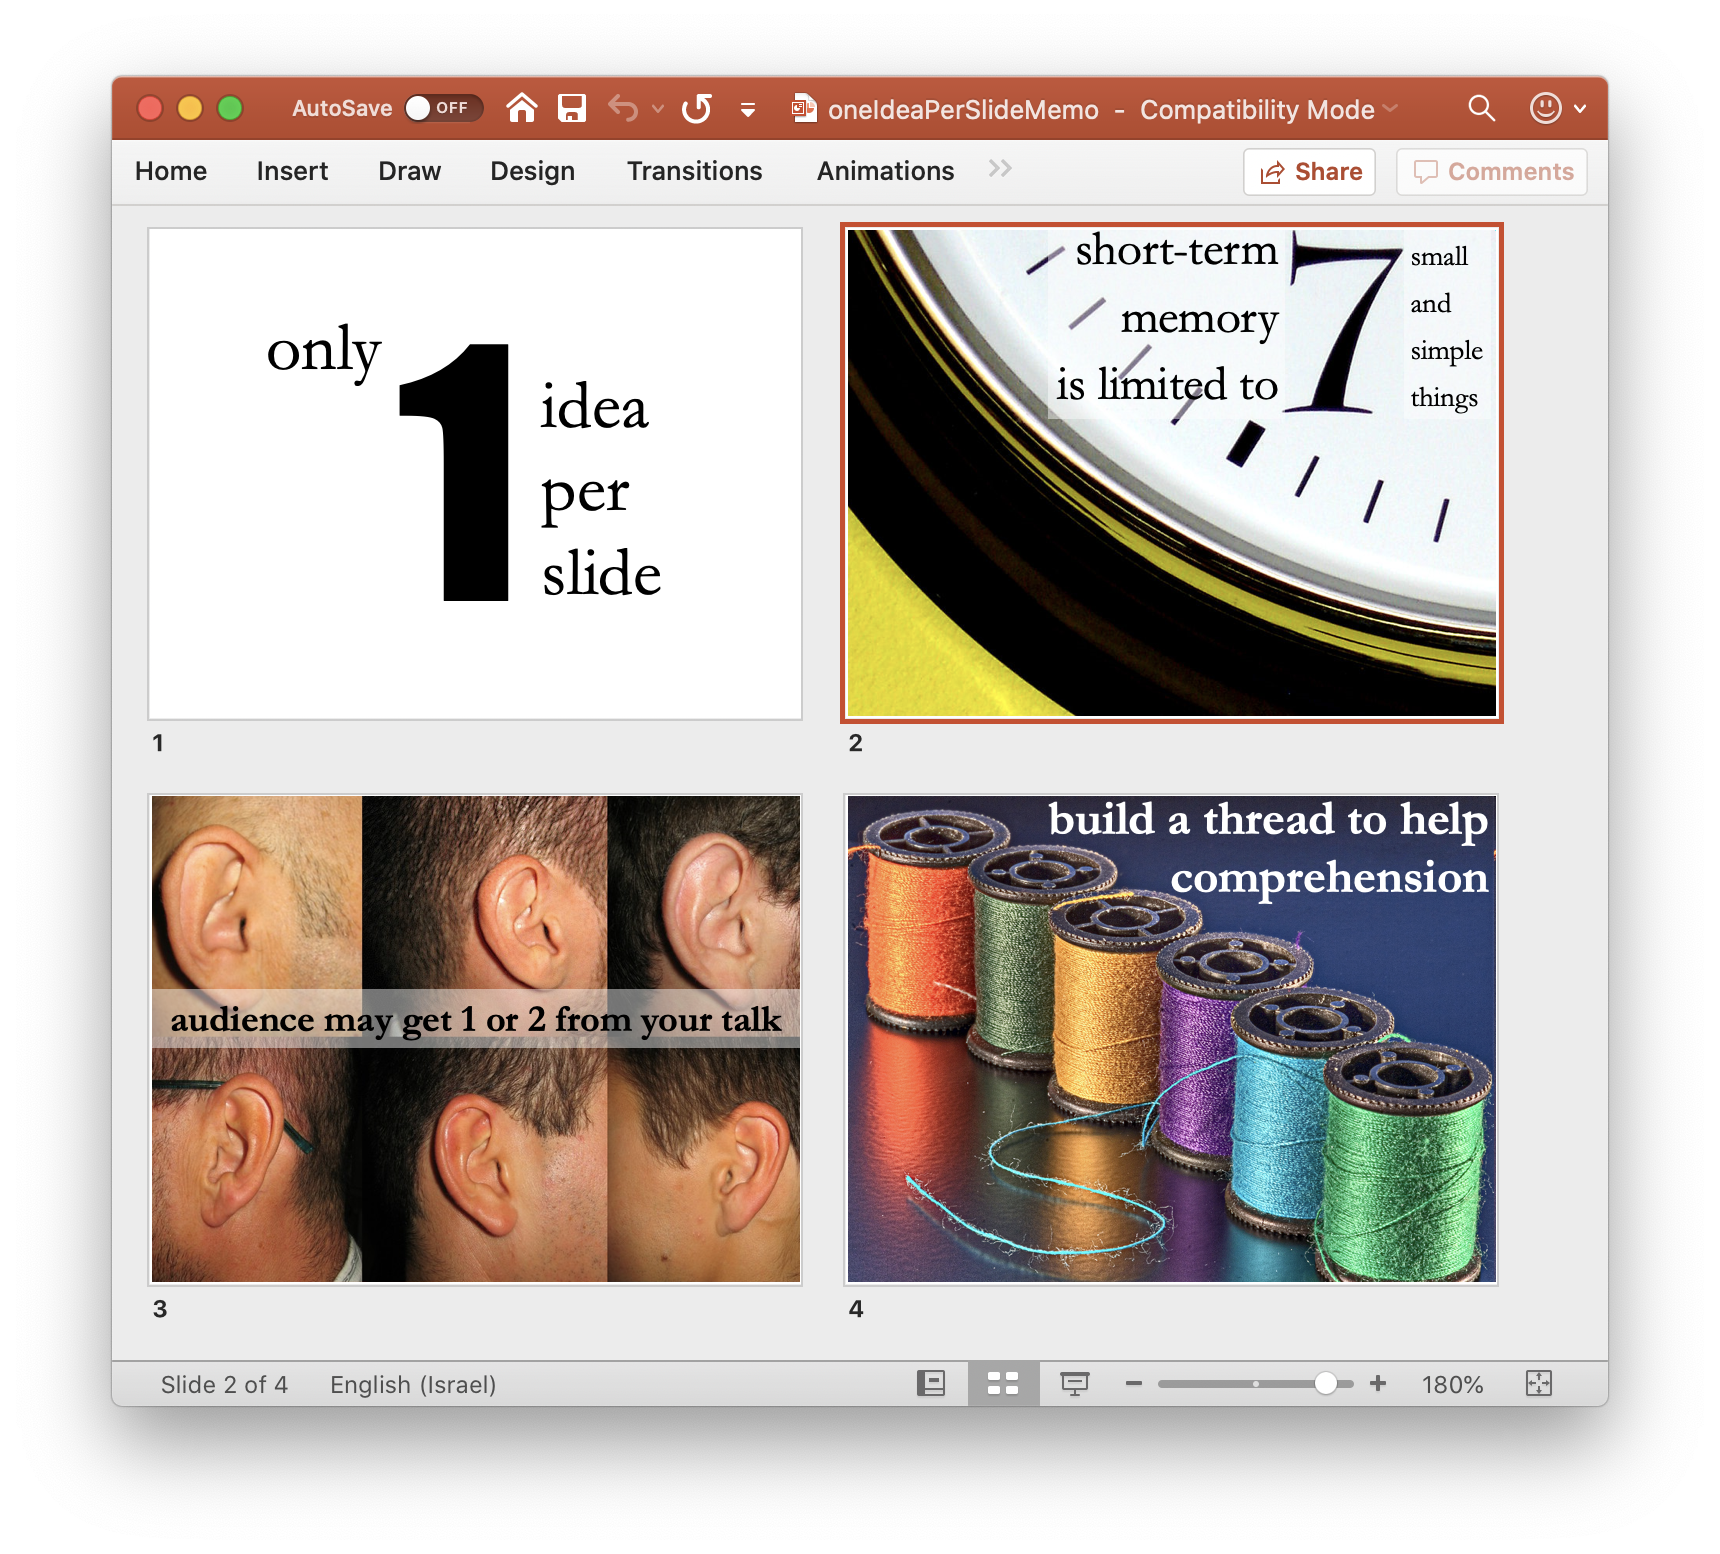 AutoSave OFF oneIdeaPerSlideMemo - Compatibility Mode
Home Insert Draw Design Transitions Animations Share Comments
only
1
idea
per
slide
1
short-term
memory
is limited to
7
small
and
simple
things
2
audience may get 1 or 2 from your talk
3
build a thread to help
comprehension
4
Slide 2 of 4 English (Israel) 180%